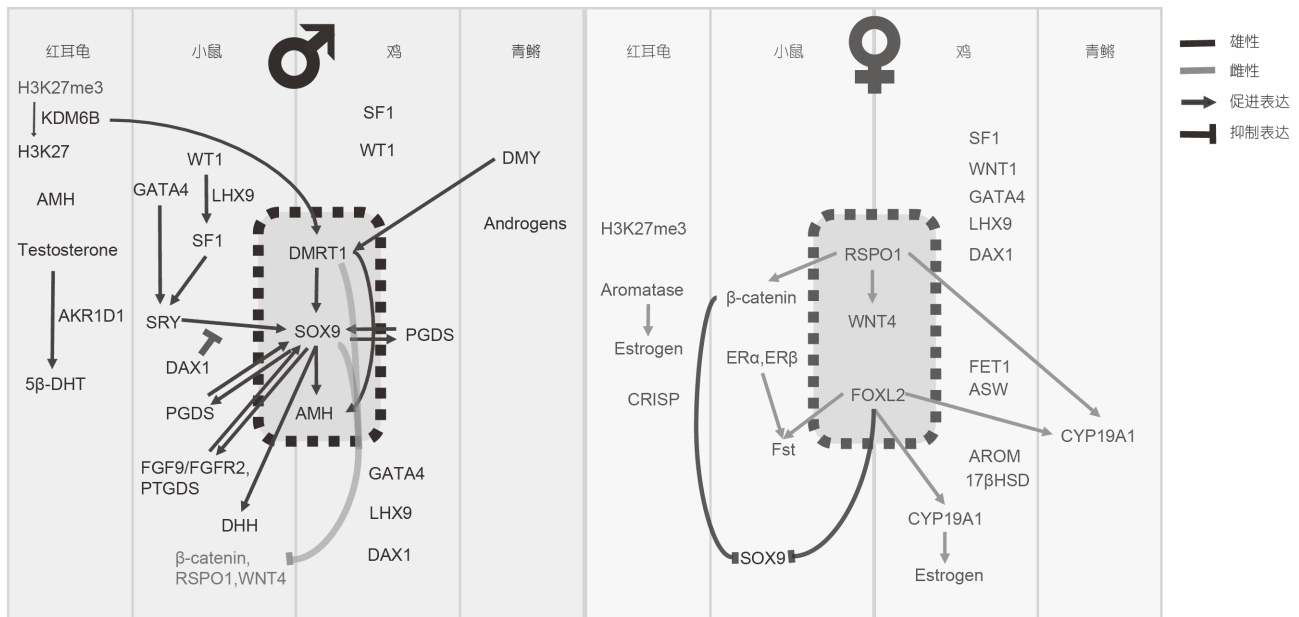 红耳龟
小鼠
鸡
青鳉
H3K27me3
KDM6B
H3K27
AMH
Testosterone
AKR1D1
5β-DHT
WT1
GATA4
LHX9
SF1
SRY
DAX1
PGDS
FGF9/FGFR2,
PTGDS
DHH
β-catenin,
RSPO1,WNT4
DMRT1
SOX9
AMH
SF1
WT1
PGDS
GATA4
LHX9
DAX1
DMY
Androgens
红耳龟
小鼠
鸡
青鳉
H3K27me3
Aromatase
Estrogen
CRISP
β-catenin
ERα,ERβ
Fst
SOX9
RSPO1
WNT4
FOXL2
SF1
WNT1
GATA4
LHX9
DAX1
FET1
ASW
AROM
17βHSD
CYP19A1
Estrogen
CYP19A1
雄性
雌性
促进表达
抑制表达